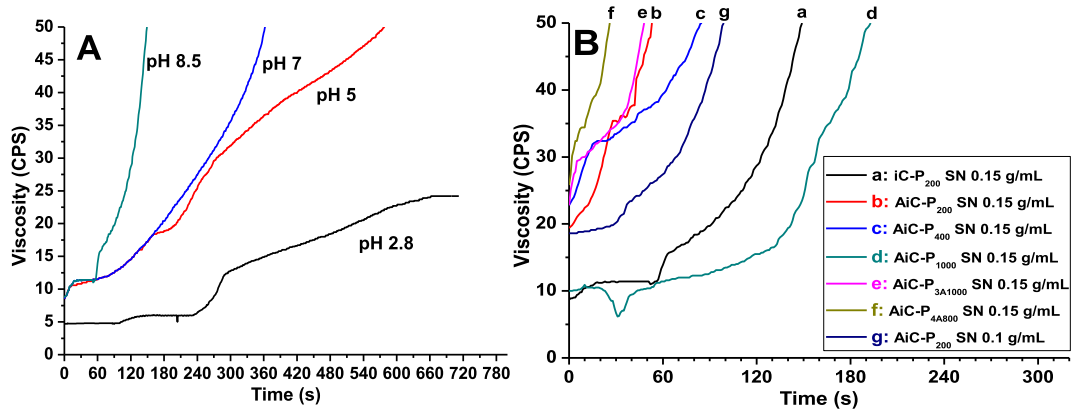 A
pH 8.5
pH 7
pH 5
pH 2.8
Viscosity (CPS)
50
45
40
35
30
25
20
15
10
5
0
0 60 120 180 240 300 360 420 480 540 600 660 720 780
Time (s)
f e b c g a d
B
Viscosity (CPS)
50
40
30
20
10
0
0 60 120 180 240 300
Time (s)
a: iC-P200 SN 0.15 g/mL
b: AiC-P200 SN 0.15 g/mL
c: AiC-P400 SN 0.15 g/mL
d: AiC-P1000 SN 0.15 g/mL
e: AiC-P3A1000 SN 0.15 g/mL
f: AiC-P4A800 SN 0.15 g/mL
g: AiC-P200 SN 0.1 g/mL